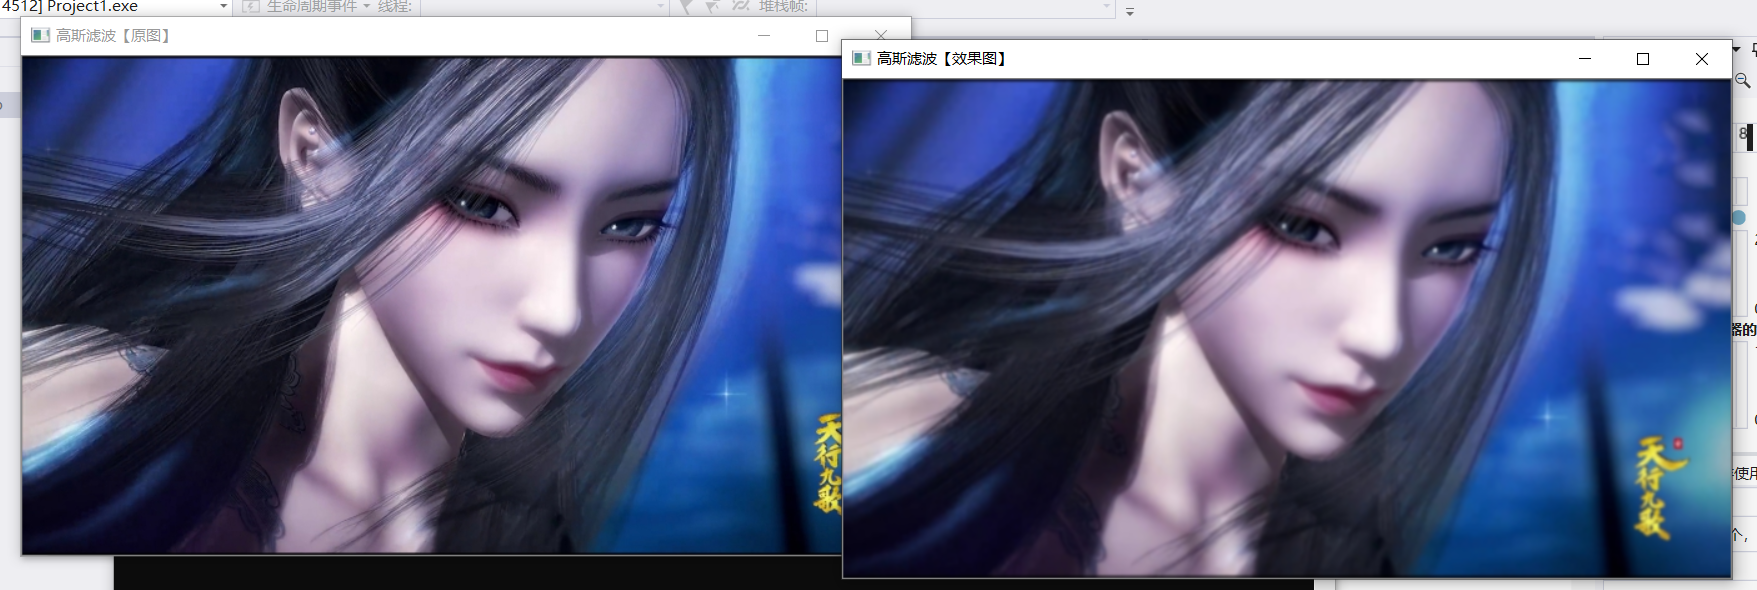 4512] Project1.exe
生命周期事件
线程:
堆栈帧:
高斯滤波【原图】
高斯滤波【效果图】
天行九歌
天行九歌
器的
使用
个,